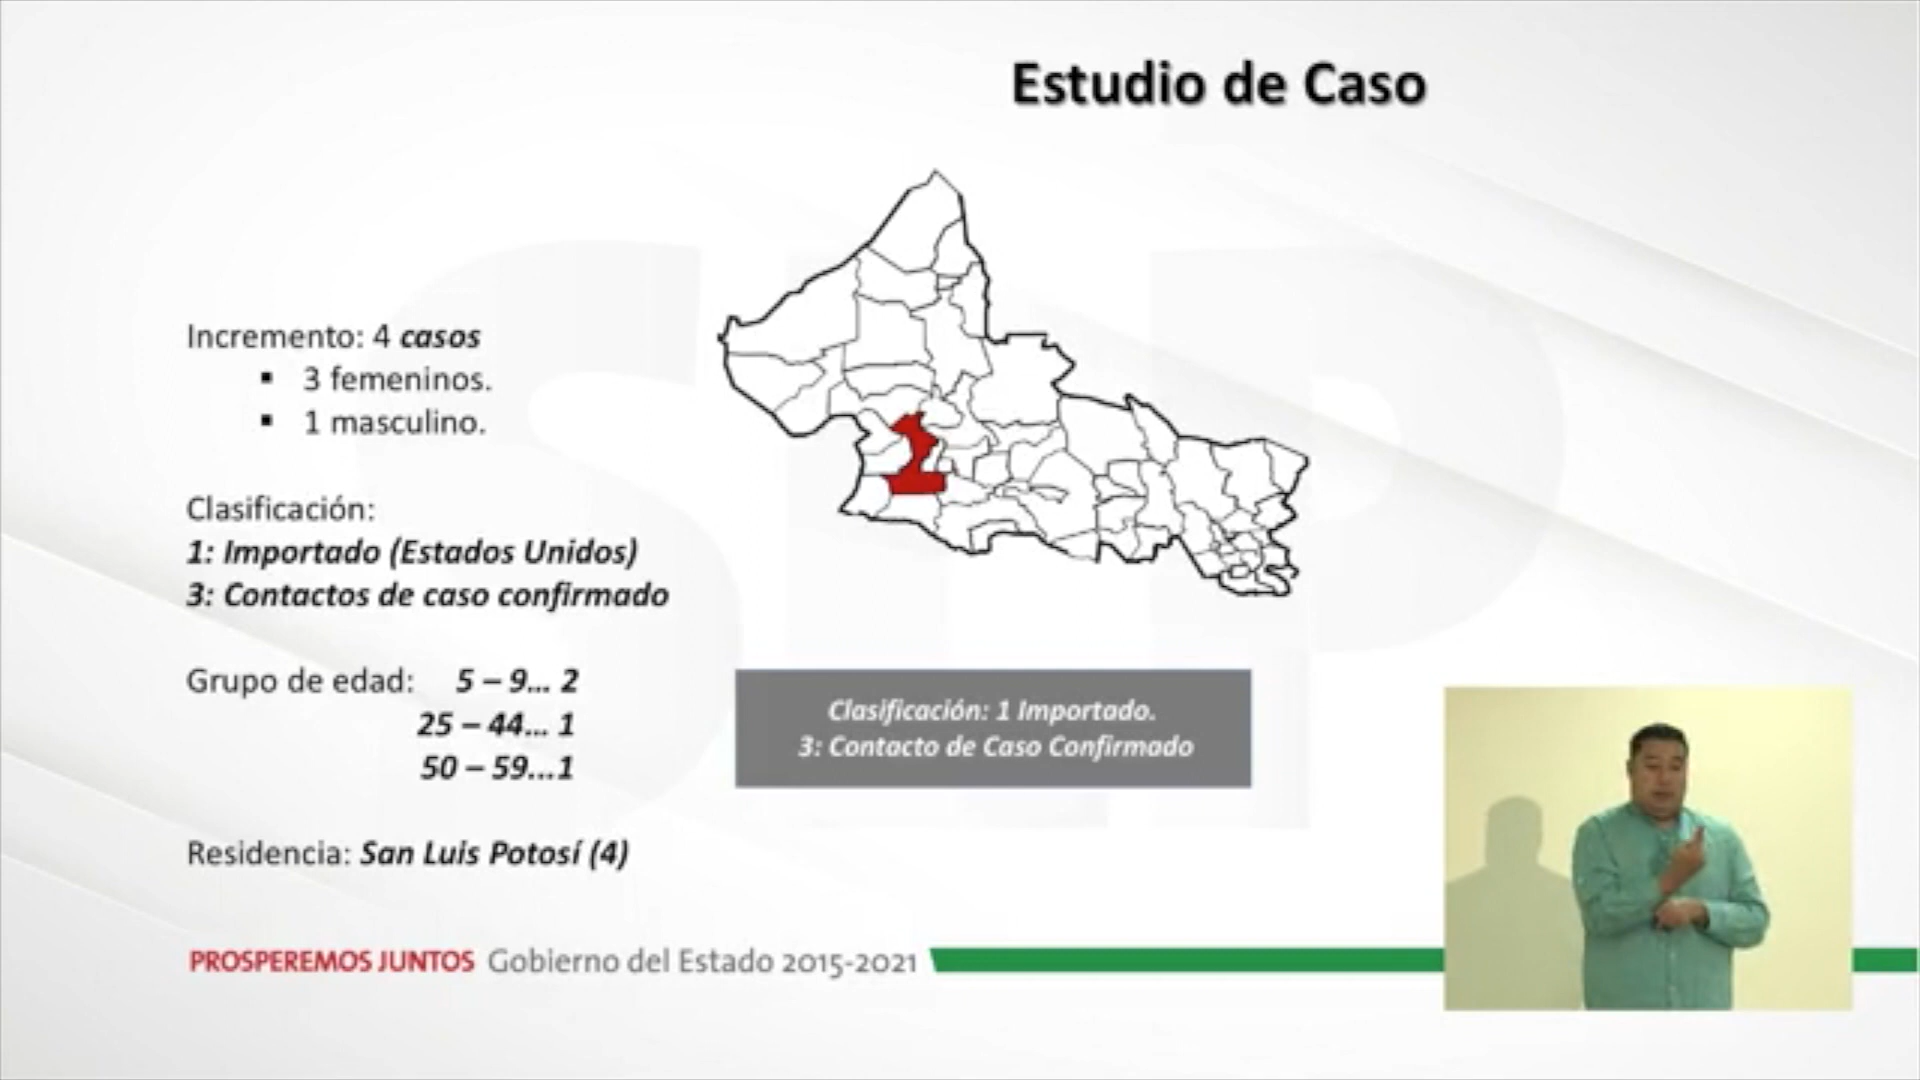 Estudio de Caso
Incremento: 4 casos
▪ 3 femeninos.
▪ 1 masculino.
Clasificación:
1: Importado (Estados Unidos)
3: Contactos de caso confirmado
Grupo de edad: 5 – 9... 2
25 – 44... 1
50 – 59...1
Residencia: San Luis Potosí (4)
Clasificación: 1 Importado.
3: Contacto de Caso Confirmado
PROSPEREMOS JUNTOS Gobierno del Estado 2015-2021
SLP